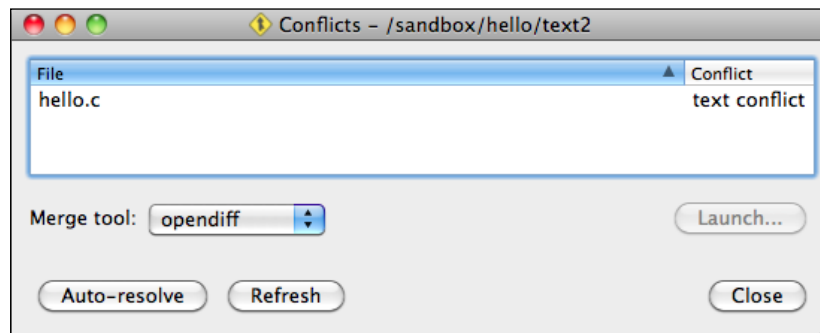 Conflicts – /sandbox/hello/text2
File Conflict
hello.c text conflict
Merge tool: opendiff Launch...
Auto-resolve Refresh Close